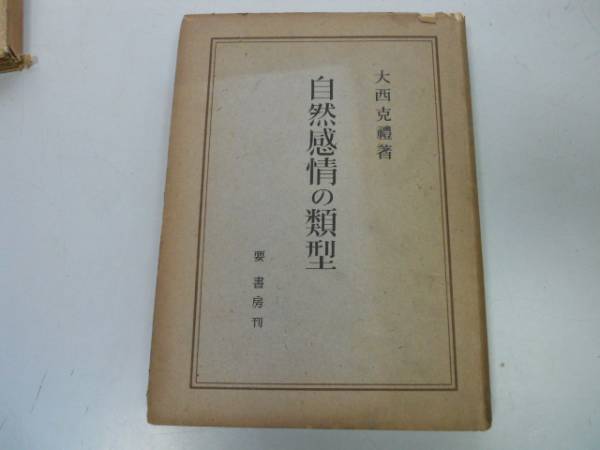 大西克禮著
自然感情の類型
要書房刊